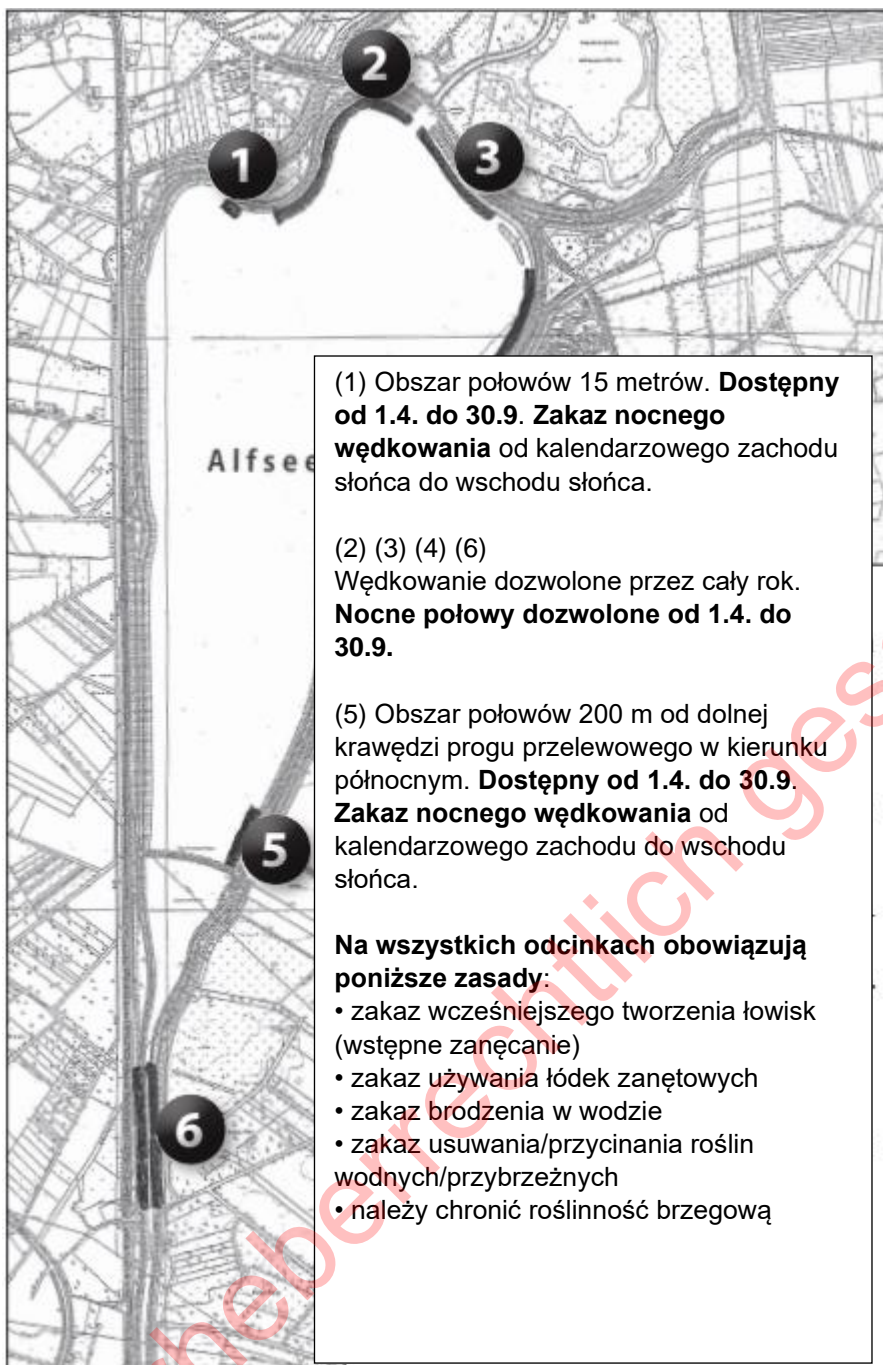 2
1
3
Alfsee
(1) Obszar połowów 15 metrów. Dostępny
od 1.4. do 30.9. Zakaz nocnego
wędkowania od kalendarzowego zachodu
słońca do wschodu słońca.
(2) (3) (4) (6)
Wędkowanie dozwolone przez cały rok.
Nocne połowy dozwolone od 1.4. do
30.9.
(5) Obszar połowów 200 m od dolnej
krawędzi progu przelewowego w kierunku
północnym. Dostępny od 1.4. do 30.9.
Zakaz nocnego wędkowania od
kalendarzowego zachodu do wschodu
słońca.
Na wszystkich odcinkach obowiązują
poniższe zasady:
• zakaz wcześniejszego tworzenia łowisk
(wstępne zanęcanie)
• zakaz używania łódek zanętowych
• zakaz brodzenia w wodzie
• zakaz usuwania/przycinania roślin
wodnych/przybrzeżnych
• należy chronić roślinność brzegową
5
6
heberrechtlich ges